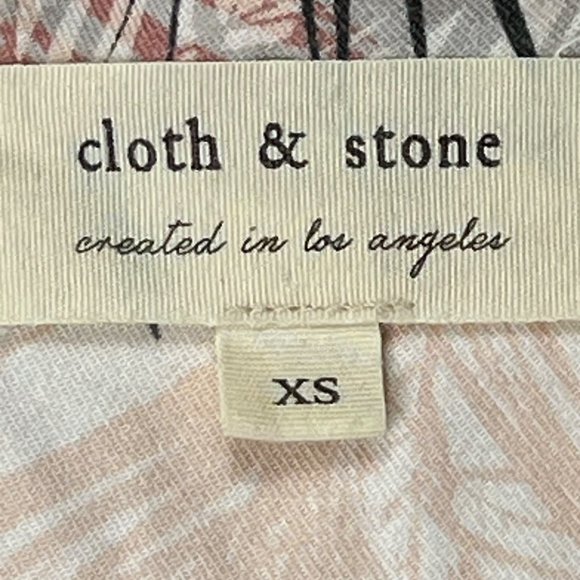 cloth & stone
created in los angeles
XS